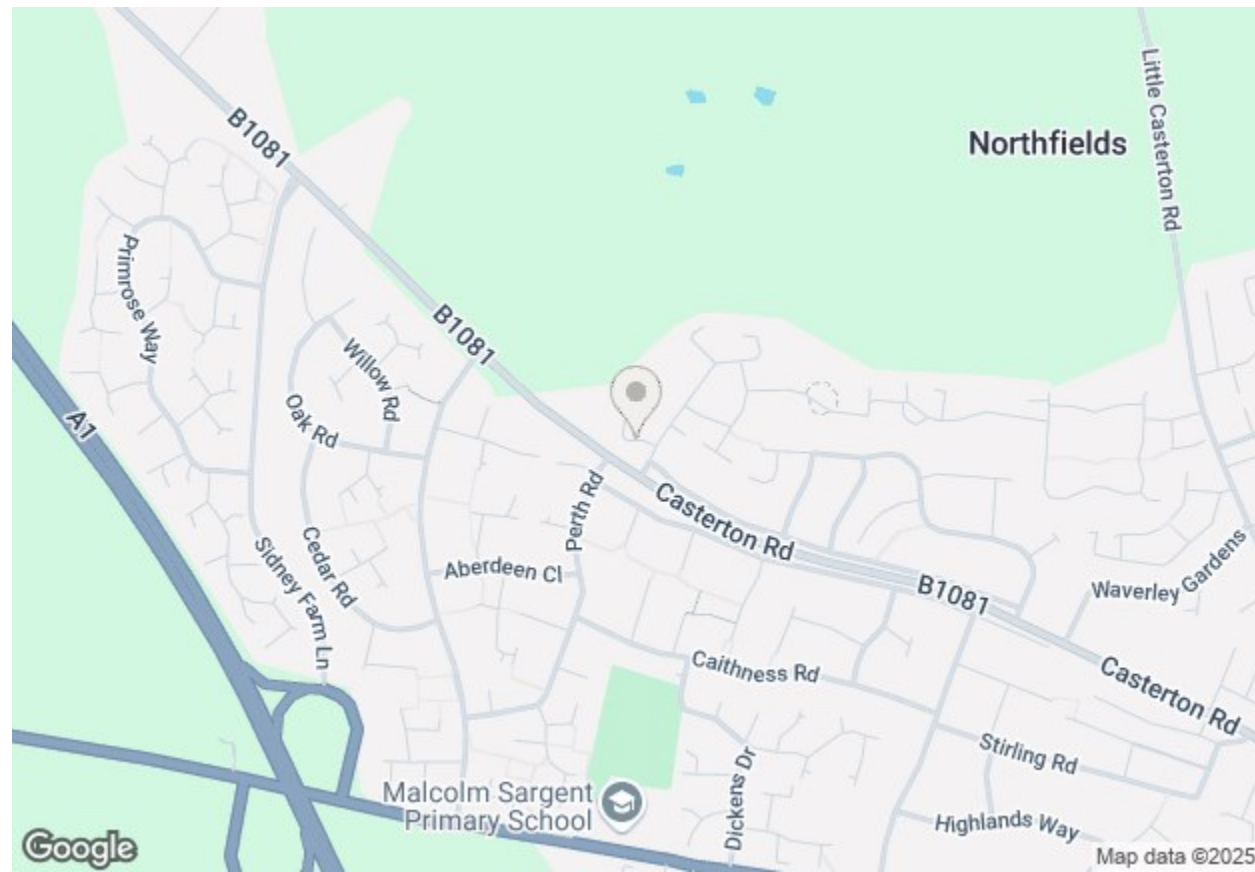 B1081
Little Casterton Rd
Northfields
Primrose Way
B1081
Willow Rd
Oak Rd
A1
Perth Rd
Casterton Rd
Cedar Rd
Sidney Farm Ln
Aberdeen Cl
B1081
Waverley Gardens
Caithness Rd
Casterton Rd
Stirling Rd
Dickens Dr
Malcolm Sargent
Primary School
Highlands Way
Google
Map data ©2025